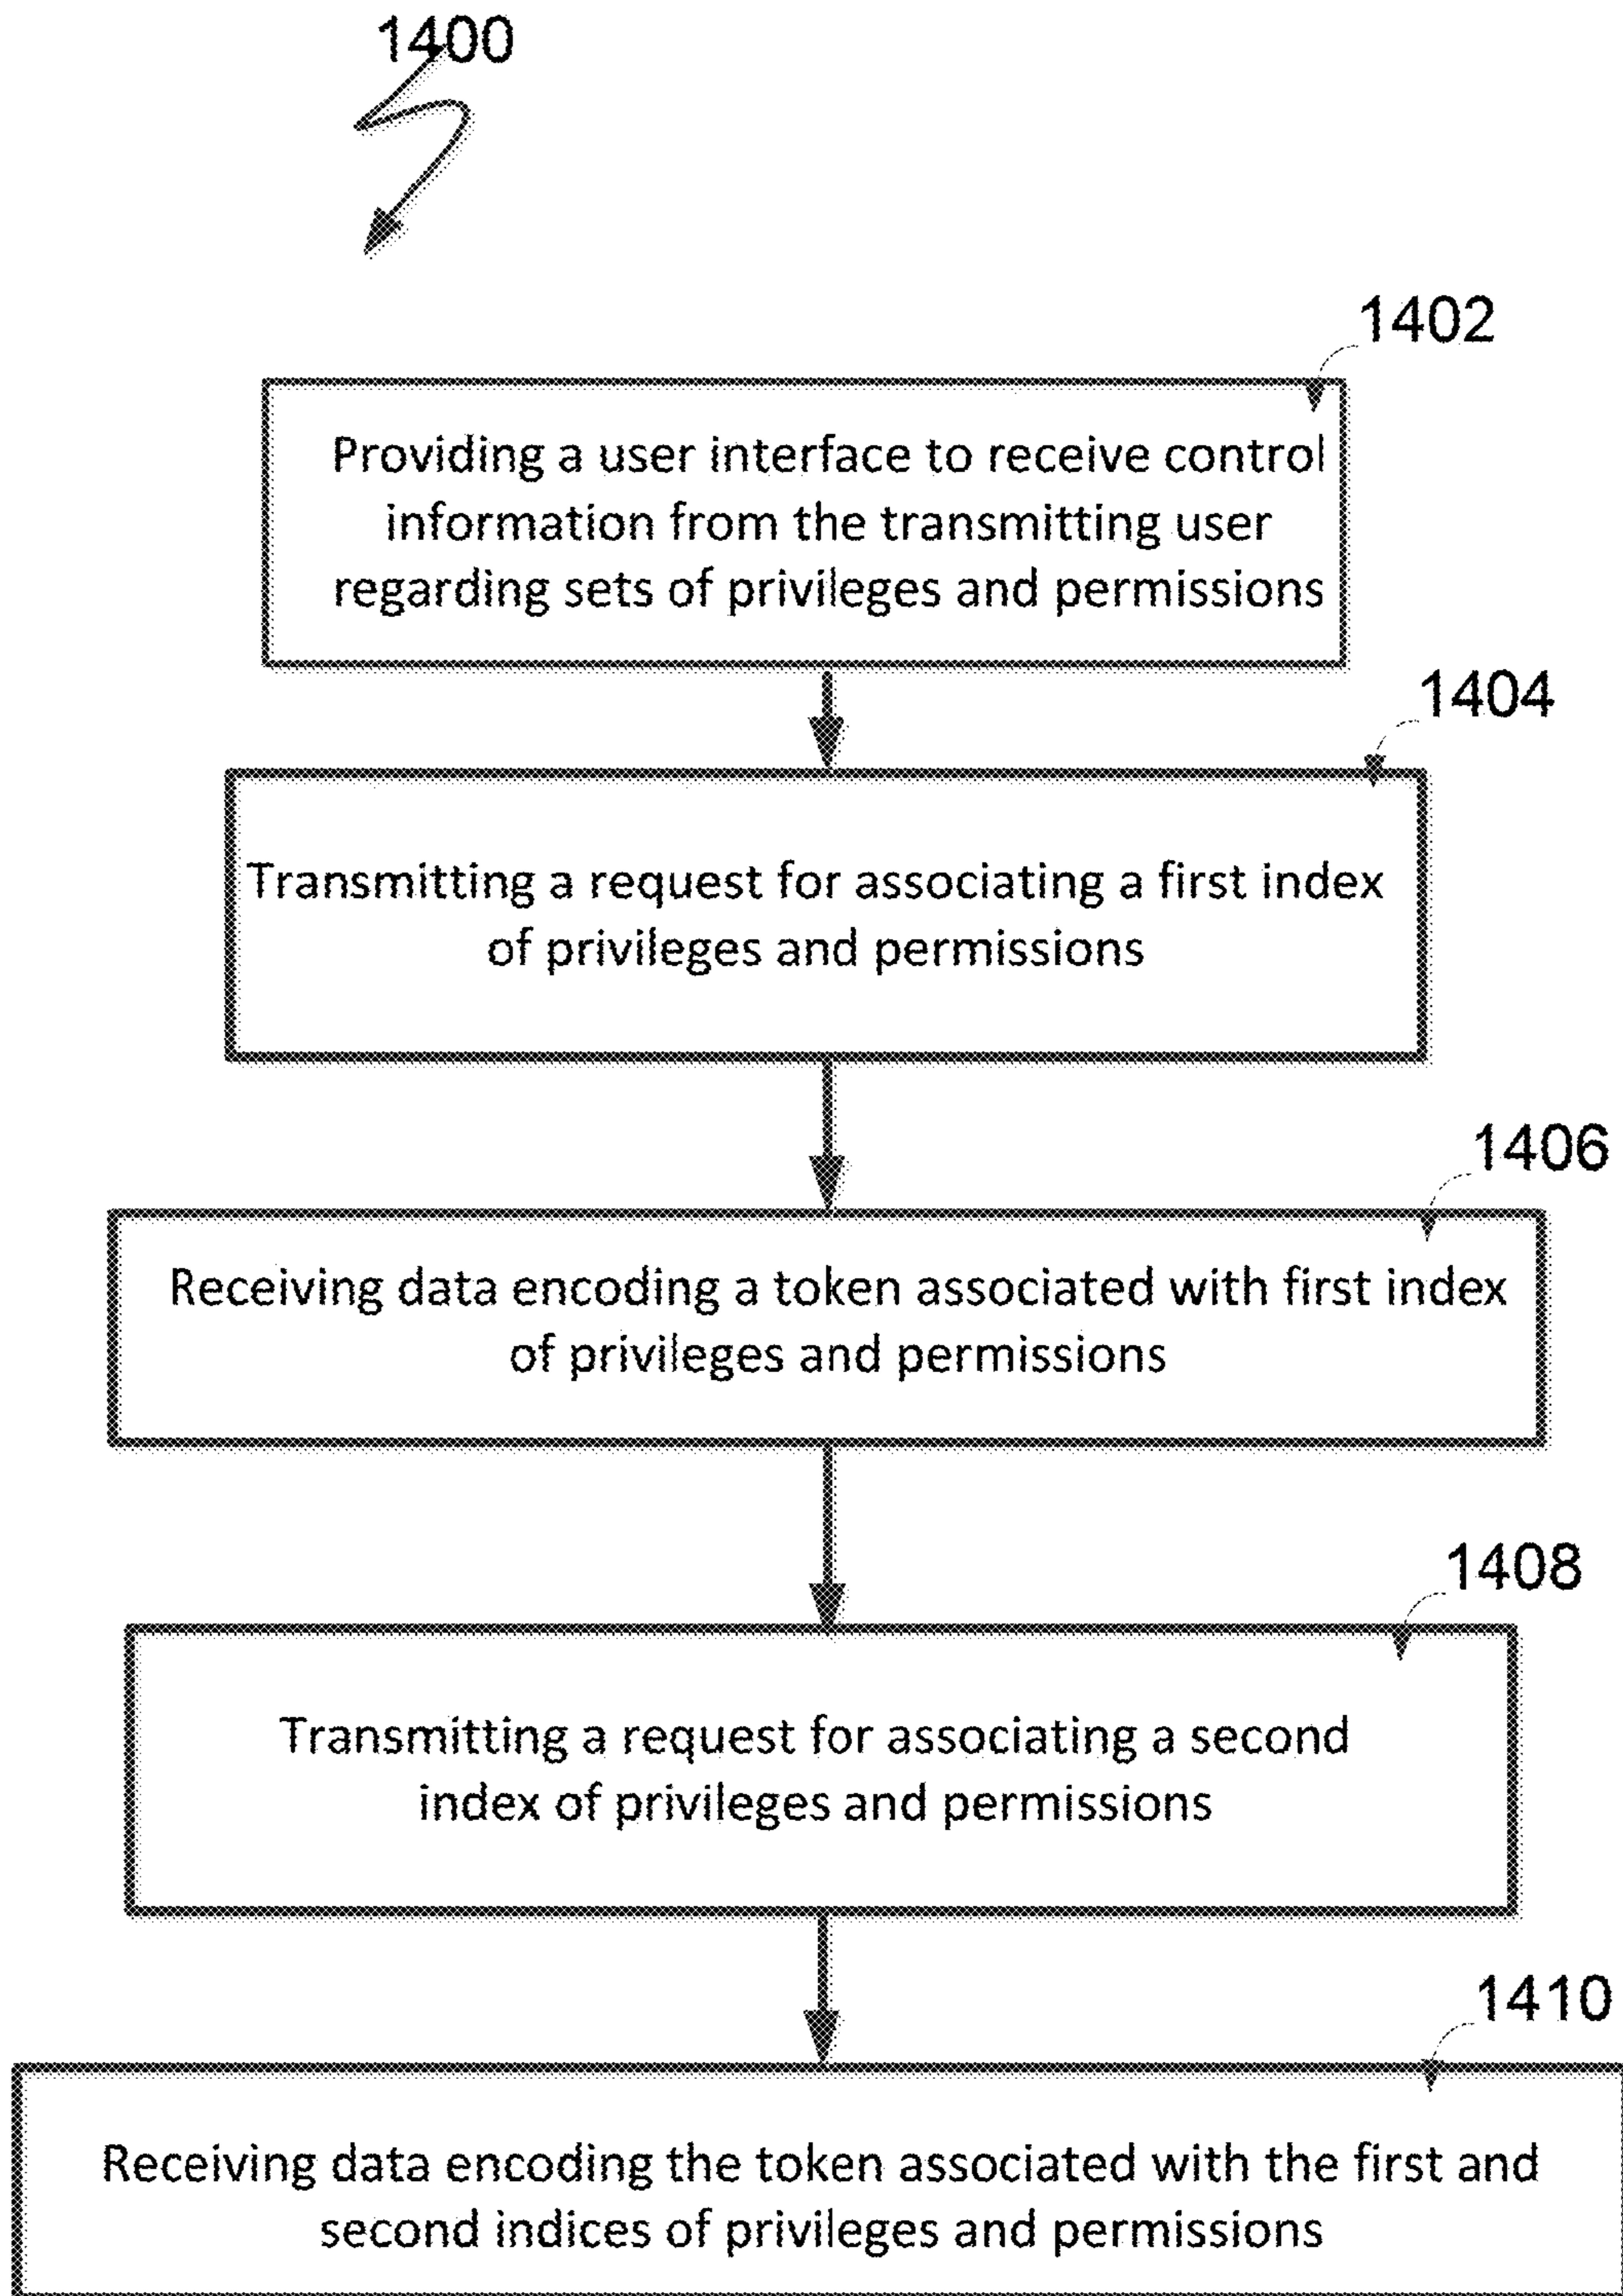 1400
1402
Providing a user interface to receive control
information from the transmitting user
regarding sets of privileges and permissions
1404
Transmitting a request for associating a first index
of privileges and permissions
1406
Receiving data encoding a token associated with first index
of privileges and permissions
1408
Transmitting a request for associating a second
index of privileges and permissions
1410
Receiving data encoding the token associated with the first and
second indices of privileges and permissions